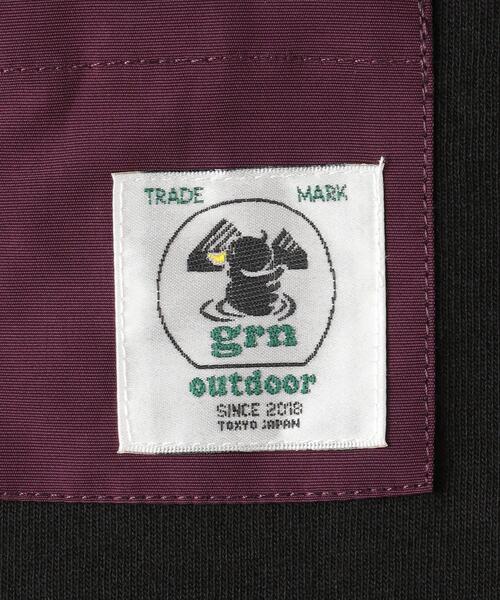 TRADE MARK
grn
outdoor
SINCE 2018
TOKYO JAPAN